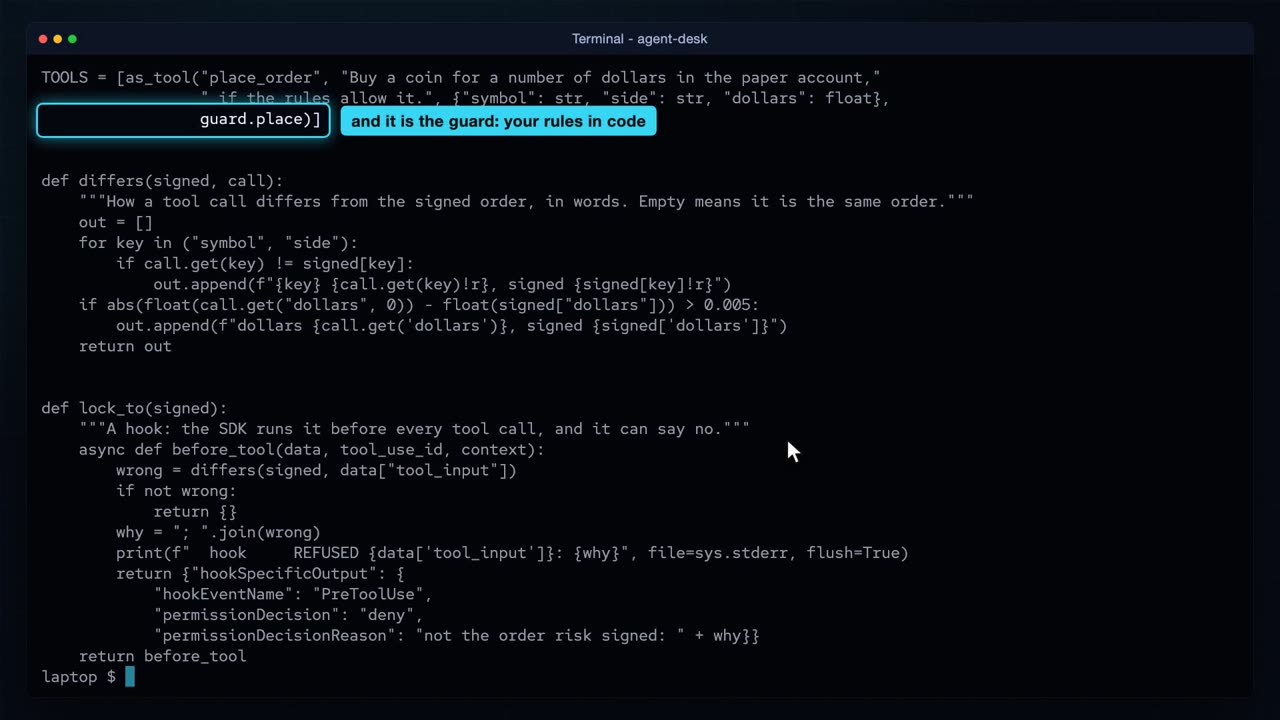 Terminal - agent-desk
TOOLS = [as_tool("place_order", "Buy a coin for a number of dollars in the paper account,"
                 " if the rules allow it.", {"symbol": str, "side": str, "dollars": float},
                 guard.place)]
and it is the guard: your rules in code
def differs(signed, call):
    """How a tool call differs from the signed order, in words. Empty means it is the same order."""
    out = []
    for key in ("symbol", "side"):
        if call.get(key) != signed[key]:
            out.append(f"{key} {call.get(key)!r}, signed {signed[key]!r}")
    if abs(float(call.get("dollars", 0)) - float(signed["dollars"])) > 0.005:
        out.append(f"dollars {call.get('dollars')}, signed {signed['dollars']}")
    return out
def lock_to(signed):
    """A hook: the SDK runs it before every tool call, and it can say no."""
    async def before_tool(data, tool_use_id, context):
        wrong = differs(signed, data["tool_input"])
        if not wrong:
            return {}
        why = "; ".join(wrong)
        print(f"  hook     REFUSED {data['tool_input']}: {why}", file=sys.stderr, flush=True)
        return {"hookSpecificOutput": {
            "hookEventName": "PreToolUse",
            "permissionDecision": "deny",
            "permissionDecisionReason": "not the order risk signed: " + why}}
    return before_tool
laptop $